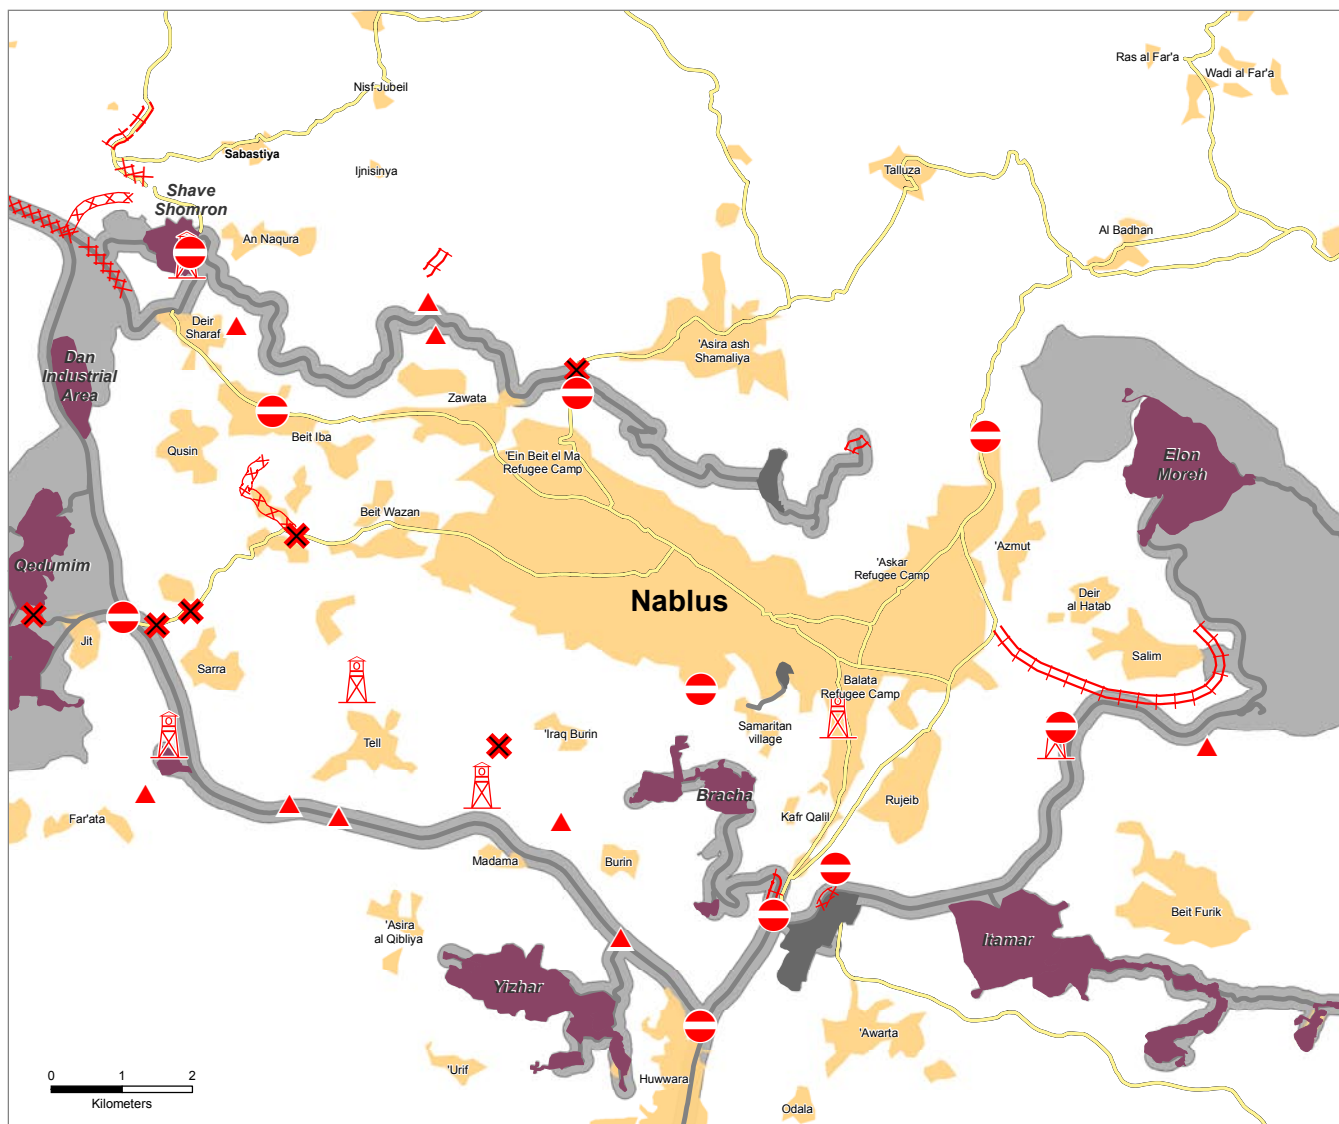 Ras al Far'a
Wadi al Far'a
Nisf Jubeil
Sabastiya
Ijnisinya
Talluza
Shave
Shomron
An Naqura
Al Badhan
Deir
Sharaf
'Asira ash
Shamaliya
Dan
Industrial
Area
Zawata
Beit Iba
Qusin
'Ein Beit el Ma
Refugee Camp
Elon
Moreh
Beit Wazan
'Azmut
Qedumim
'Askar
Refugee Camp
Deir
al Hatab
Nablus
Jit
Sarra
Salim
Balata
Refugee Camp
Samaritan
village
'Iraq Burin
Tell
Bracha
Rujeib
Far'ata
Kafr Qalil
Madama
Burin
Beit Furik
'Asira
al Qibliya
Itamar
Yizhar
'Awarta
'Urif
Huwwara
Odala
0 1 2
Kilometers